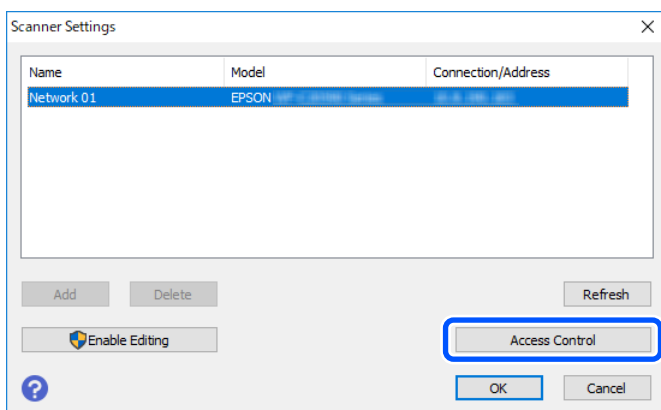 Scanner Settings
Name Model Connection/Address
Network 01 EPSON
Add Delete Refresh
Enable Editing Access Control
? OK Cancel